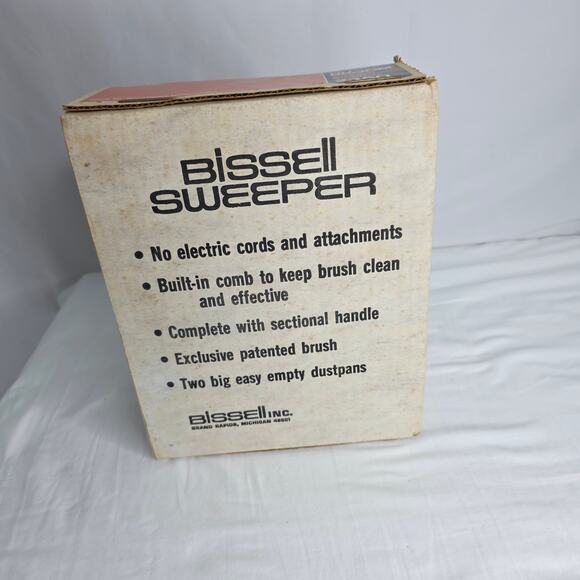 BISSELL
SWEEPER
• No electric cords and attachments
• Built-in comb to keep brush clean
and effective
• Complete with sectional handle
• Exclusive patented brush
• Two big easy empty dustpans
BISSELL INC.
GRAND RAPIDS, MICHIGAN 49501